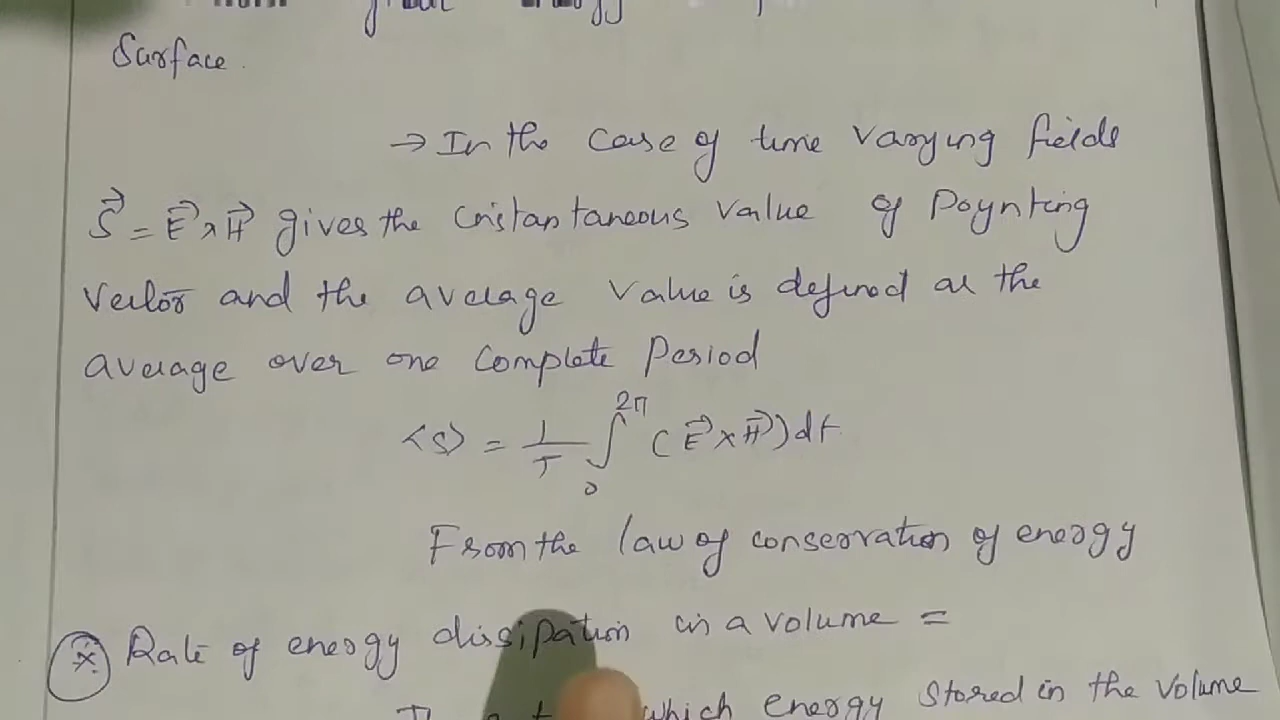 Surface.
→ In the case of time varying fields
S⃗ = E⃗ x H⃗ gives the instantaneous value of Poynting
Vector and the average value is defined as the
average over one complete Period
<S> = 1/T ∫₀^2π (E⃗ x H⃗) dt
From the law of conservation of energy
* Rate of energy dissipation in a volume =
which energy stored in the volume